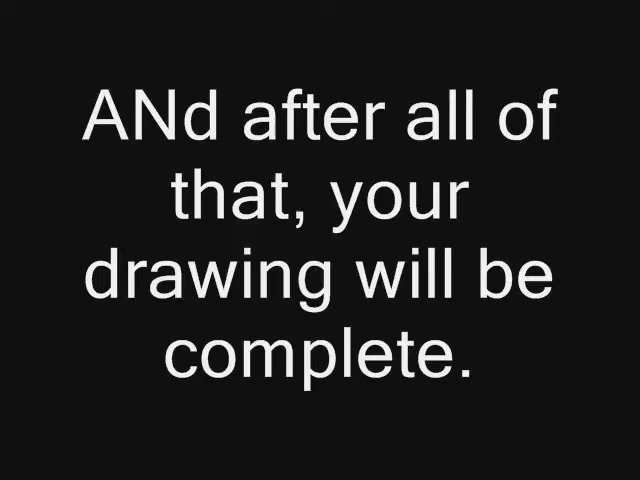 ANd after all of
that, your
drawing will be
complete.